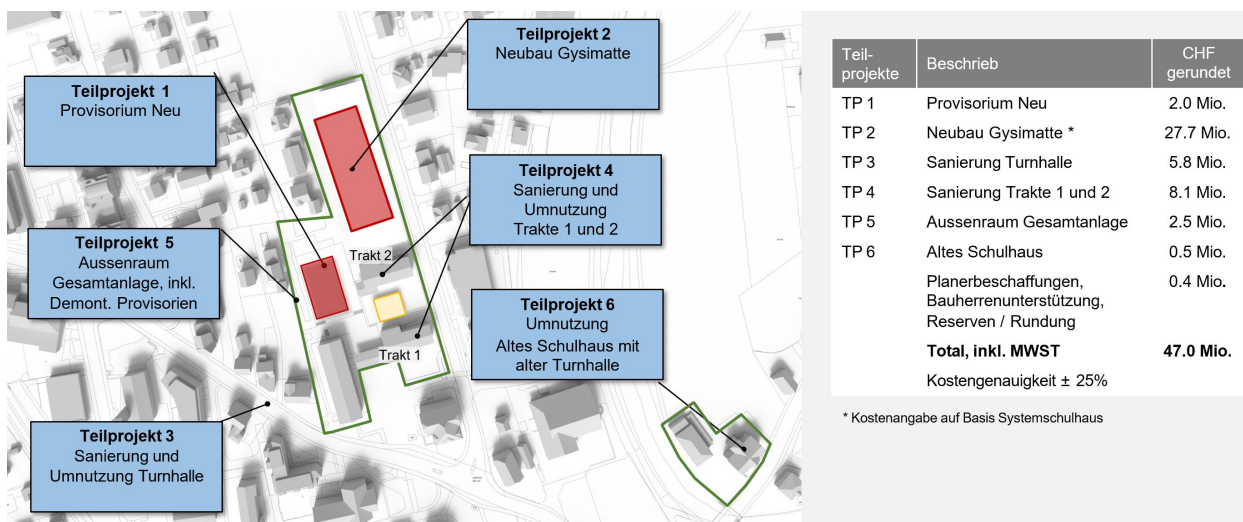 Teilprojekt 2
Neubau Gysimatte
Teilprojekt 1
Provisorium Neu
Teilprojekt 4
Sanierung und
Umnutzung
Trakte 1 und 2
Teilprojekt 5
Aussenraum
Gesamtanlage, inkl.
Demont. Provisorien
Trakt 2
Trakt 1
Teilprojekt 6
Umnutzung
Altes Schulhaus mit
alter Turnhalle
Teilprojekt 3
Sanierung und
Umnutzung Turnhalle
Teil-
projekte Beschrieb CHF
gerundet
TP 1 Provisorium Neu 2.0 Mio.
TP 2 Neubau Gysimatte * 27.7 Mio.
TP 3 Sanierung Turnhalle 5.8 Mio.
TP 4 Sanierung Trakte 1 und 2 8.1 Mio.
TP 5 Aussenraum Gesamtanlage 2.5 Mio.
TP 6 Altes Schulhaus 0.5 Mio.
Planerbeschaffungen, 0.4 Mio.
Bauherrenunterstützung,
Reserven / Rundung
Total, inkl. MWST 47.0 Mio.
Kostengenauigkeit ± 25%
* Kostenangabe auf Basis Systemschulhaus